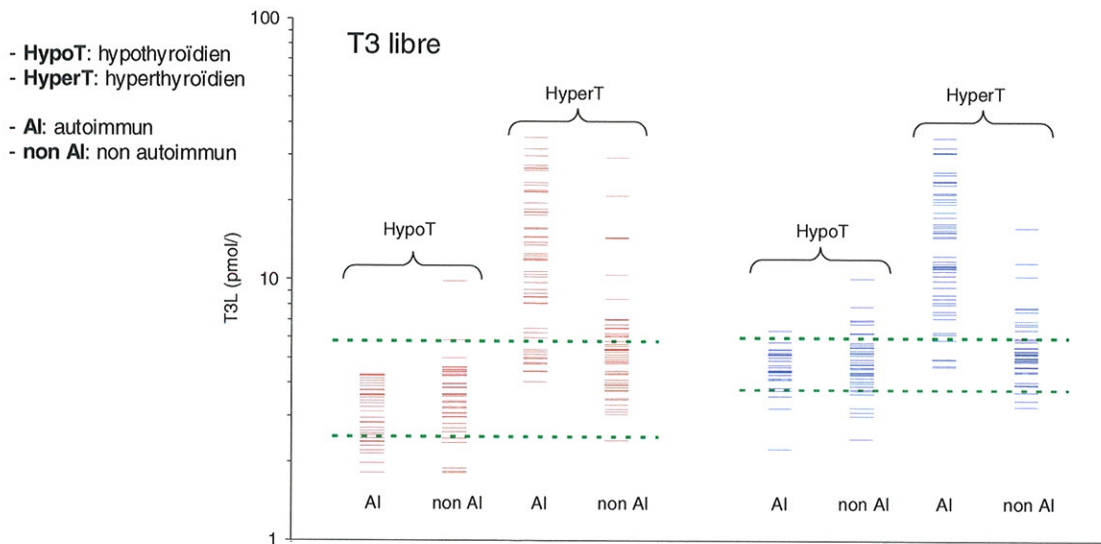 - HypoT: hypothyroïdien
- HyperT: hyperthyroïdien
- AI: autoimmun
- non AI: non autoimmun
T3 libre
T3L (pmol/)
100
10
1
HypoT
HyperT
HypoT
HyperT
AI non AI AI non AI AI non AI AI non AI